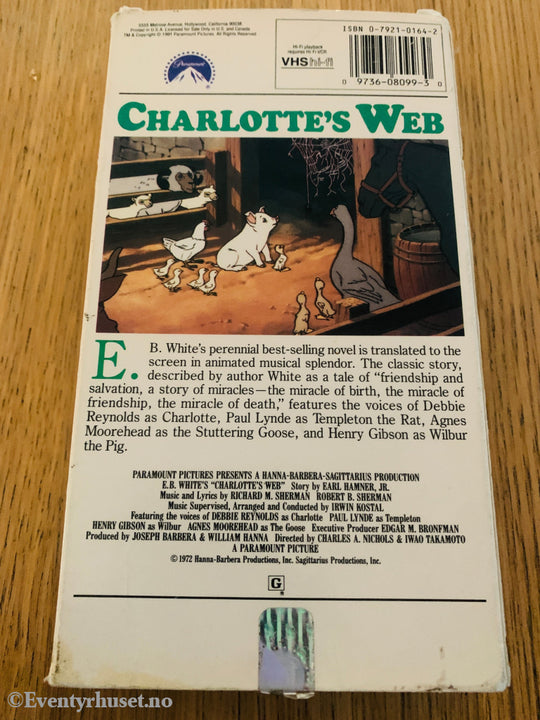 5555 Melrose Avenue, Hollywood, California 90038.
Printed in U.S.A. Licensed for Sale Only in U.S. and Canada
™ & Copyright © 1991 Paramount Pictures. All Rights Reserved.
Paramount
Hi-Fi playback
requires Hi Fi VCR
VHS hi-fi
ISBN 0-7921-0164-2
0 9736-08099-3 0
CHARLOTTE'S WEB
E. B. White's perennial best-selling novel is translated to the
screen in animated musical splendor. The classic story,
described by author White as a tale of “friendship and
salvation, a story of miracles—the miracle of birth, the miracle of
friendship, the miracle of death,” features the voices of Debbie
Reynolds as Charlotte, Paul Lynde as Templeton the Rat, Agnes
Moorehead as the Stuttering Goose, and Henry Gibson as Wilbur
the Pig.
PARAMOUNT PICTURES PRESENTS A HANNA-BARBERA-SAGITTARIUS PRODUCTION
E.B. WHITE'S “CHARLOTTE'S WEB” Story by EARL HAMNER, JR.
Music and Lyrics by RICHARD M. SHERMAN ROBERT B. SHERMAN
Music Supervised, Arranged and Conducted by IRWIN KOSTAL
Featuring the voices of DEBBIE REYNOLDS as Charlotte PAUL LYNDE as Templeton
HENRY GIBSON as Wilbur AGNES MOOREHEAD as The Goose Executive Producer EDGAR M. BRONFMAN
Produced by JOSEPH BARBERA & WILLIAM HANNA Directed by CHARLES A. NICHOLS & IWAO TAKAMOTO
A PARAMOUNT PICTURE
© 1972 Hanna-Barbera Productions, Inc. Sagittarius Productions, Inc.
G
©Eventyrhuset.no